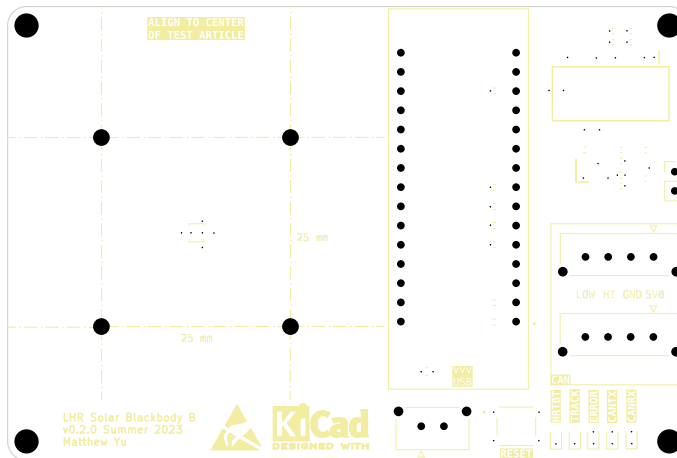 ALIGN TO CENTER
OF TEST ARTICLE
25 mm
LOW HI GND 5V0
25 mm
VVV
USB
CAN
HRTBT
TRACK
ERROR
CANTX
CANRX
LHR Solar Blackbody B
v0.2.0 Summer 2023
Matthew Yu
KiCad
DESIGNED WITH
RESET